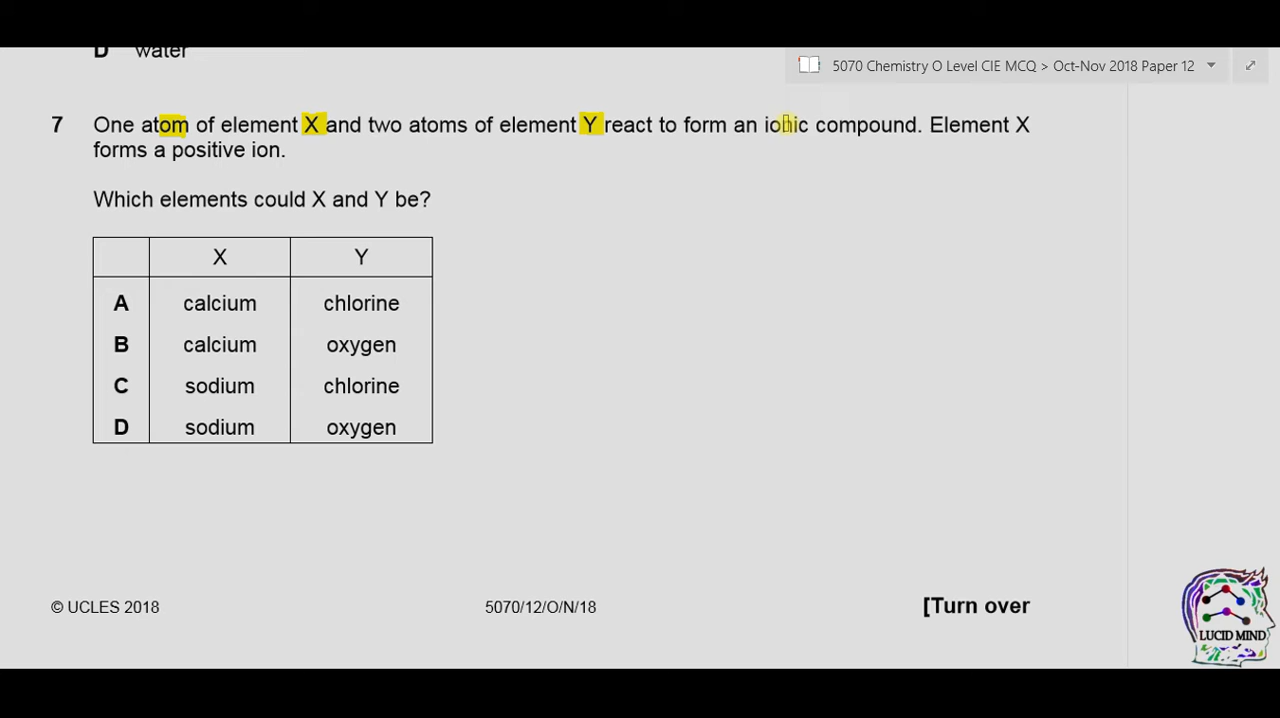 D water
5070 Chemistry O Level CIE MCQ > Oct-Nov 2018 Paper 12
7 One atom of element X and two atoms of element Y react to form an ionic compound. Element X
forms a positive ion.
Which elements could X and Y be?
X Y
A calcium chlorine
B calcium oxygen
C sodium chlorine
D sodium oxygen
© UCLES 2018 5070/12/O/N/18 [Turn over
LUCID MIND